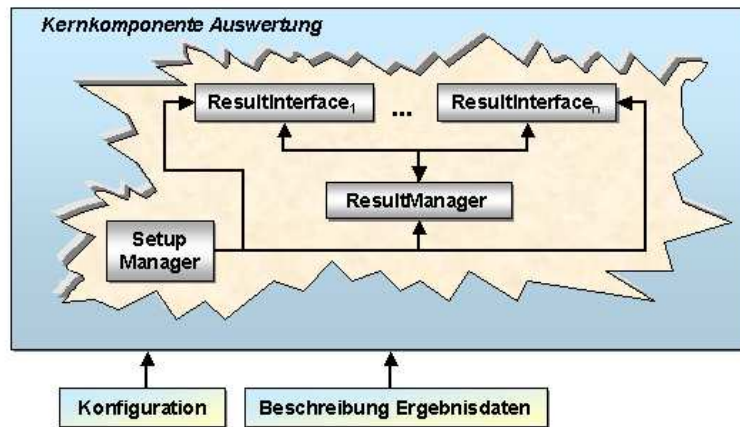 Kernkomponente Auswertung
ResultInterface1 ... ResultInterfacen
ResultManager
Setup
Manager
Konfiguration
Beschreibung Ergebnisdaten